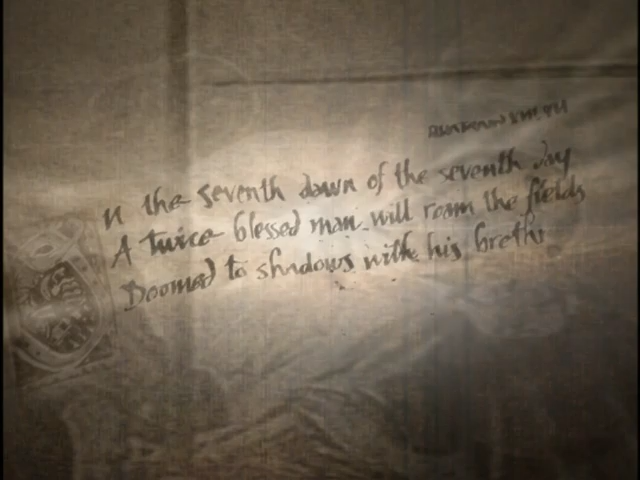 n the seventh dawn of the seventh day
A twice blessed man will roam the fields
Doomed to shadows with his brethr